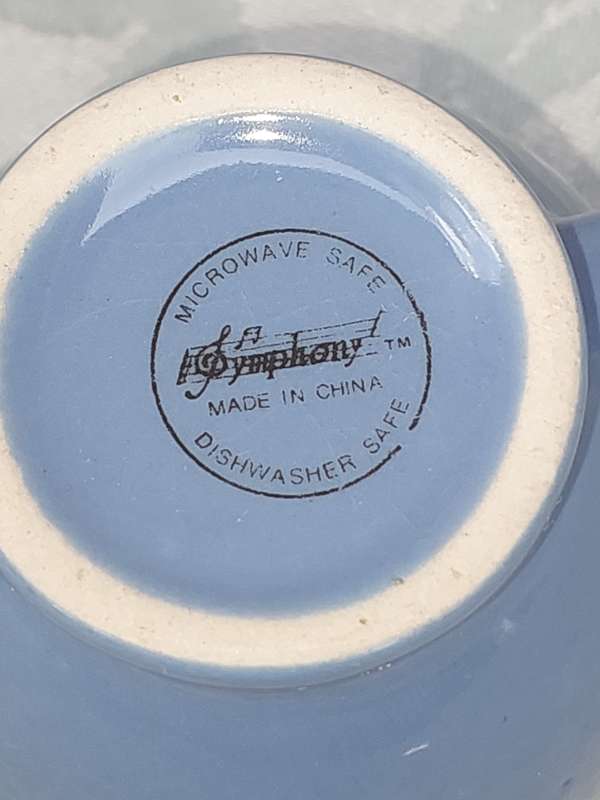 MICROWAVE SAFE
Symphony ™
MADE IN CHINA
DISHWASHER SAFE